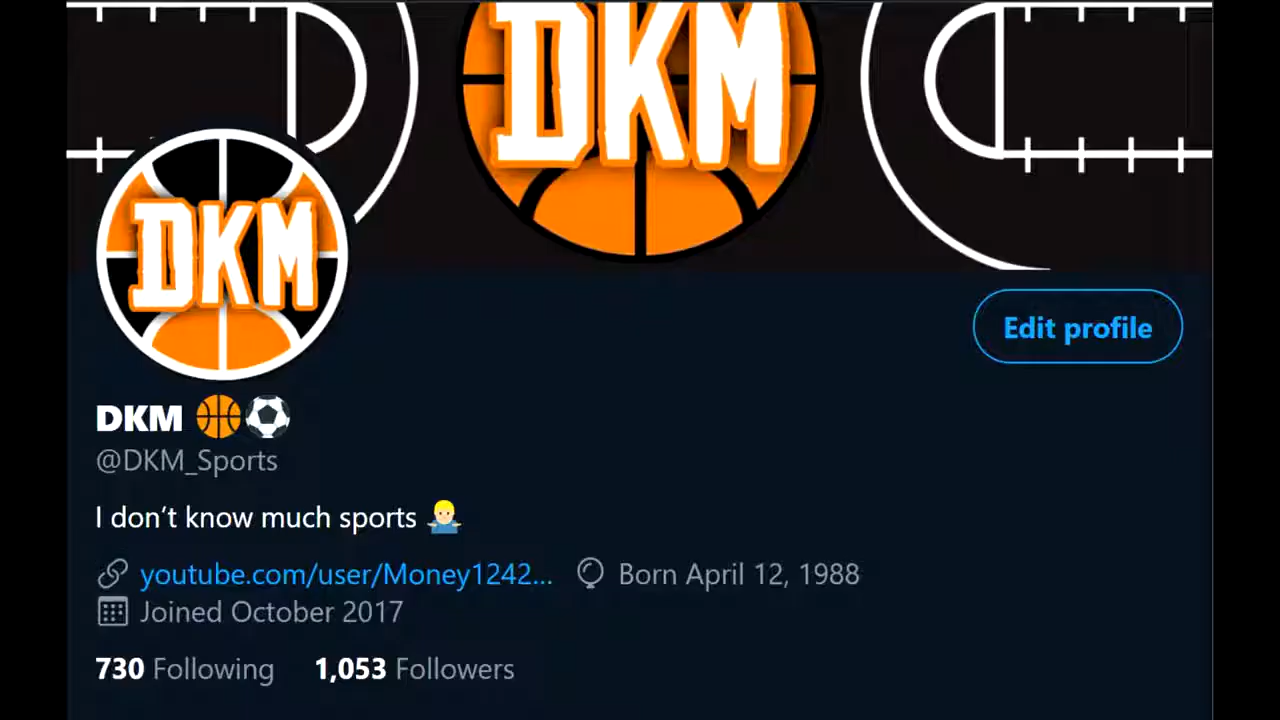 DKM
DKM
Edit profile
DKM 🏀⚽
@DKM_Sports
I don’t know much sports 🤷🏼‍♂️
youtube.com/user/Money1242… Born April 12, 1988
Joined October 2017
730 Following 1,053 Followers